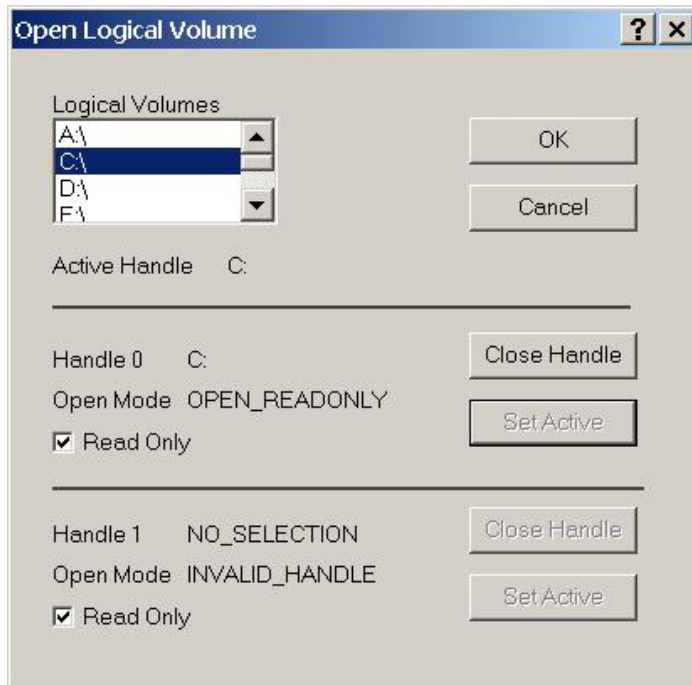 Open Logical Volume
Logical Volumes
A:\
C:\
D:\
E:\
OK
Cancel
Active Handle C:
Handle 0 C:
Close Handle
Open Mode OPEN_READONLY
Set Active
Read Only
Handle 1 NO_SELECTION
Close Handle
Open Mode INVALID_HANDLE
Set Active
Read Only